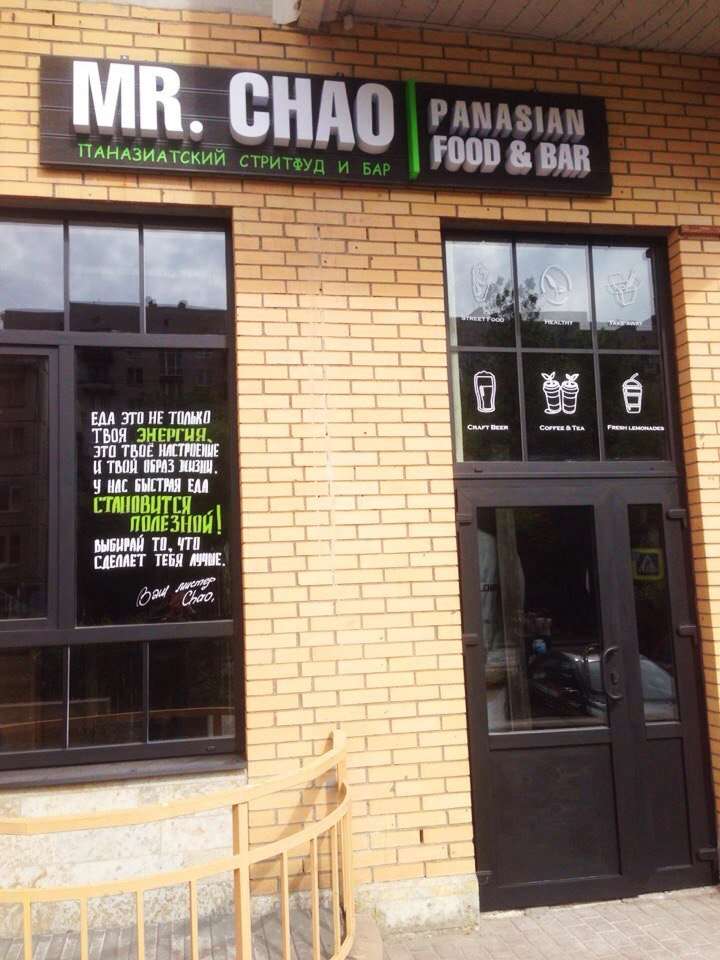 MR. CHAO
ПАНАЗИАТСКИЙ СТРИТФУД И БАР
PANASIAN
FOOD & BAR
STREET FOOD
HEALTHY
TAKE AWAY
CRAFT BEER
COFFEE & TEA
FRESH LEMONADES
ЕДА ЭТО НЕ ТОЛЬКО
ТВОЯ ЭНЕРГИЯ,
ЭТО ТВОЕ НАСТРОЕНИЕ
И ТВОЙ ОБРАЗ ЖИЗНИ.
У НАС БЫСТРАЯ ЕДА
СТАНОВИТСЯ
ПОЛЕЗНОЙ!
ВЫБИРАЙ ТО, ЧТО
СДЕЛАЕТ ТЕБЯ ЛУЧШЕ.
Ваш мистер
Chao.